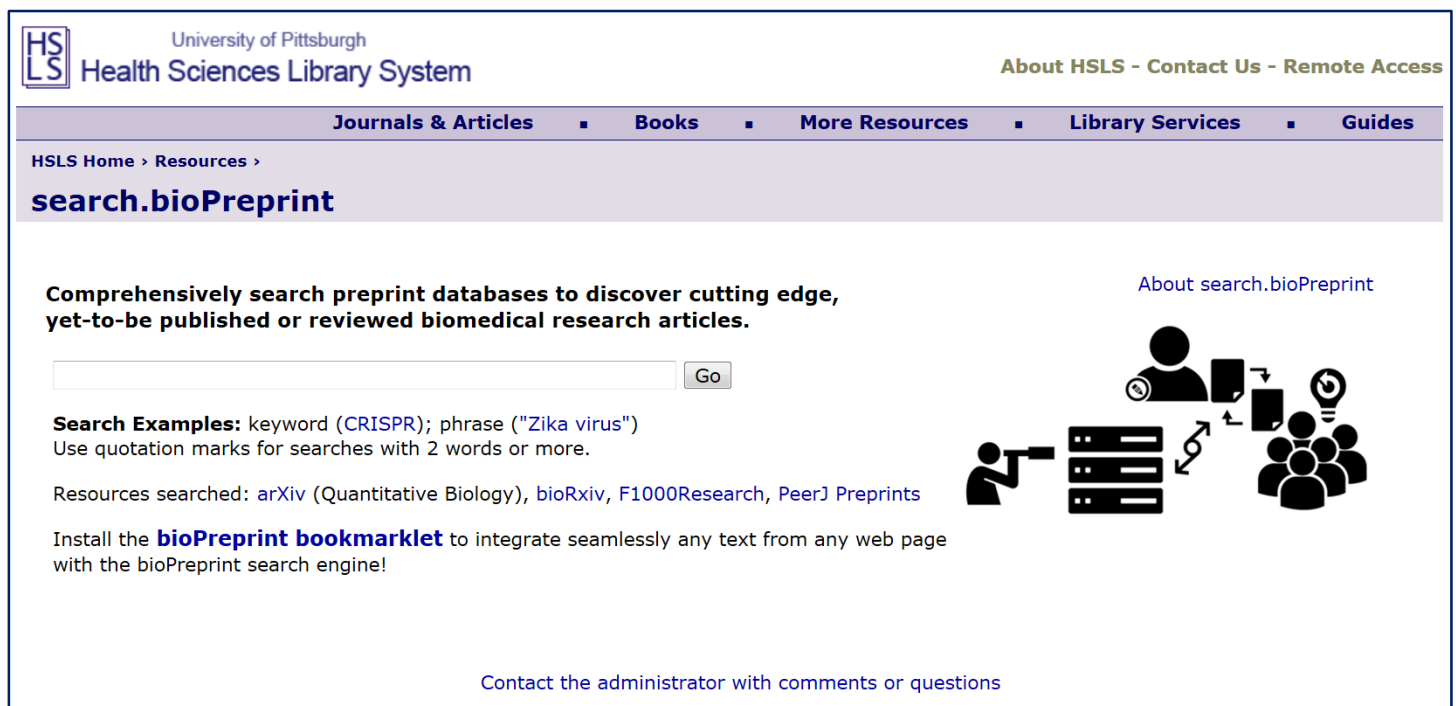 HS
LS
University of Pittsburgh
Health Sciences Library System
About HSLS - Contact Us - Remote Access
Journals & Articles ▪ Books ▪ More Resources ▪ Library Services ▪ Guides
HSLS Home › Resources ›
search.bioPreprint
Comprehensively search preprint databases to discover cutting edge,
yet-to-be published or reviewed biomedical research articles.
About search.bioPreprint
Go
Search Examples: keyword (CRISPR); phrase ("Zika virus")
Use quotation marks for searches with 2 words or more.
Resources searched: arXiv (Quantitative Biology), bioRxiv, F1000Research, PeerJ Preprints
Install the bioPreprint bookmarklet to integrate seamlessly any text from any web page
with the bioPreprint search engine!
Contact the administrator with comments or questions